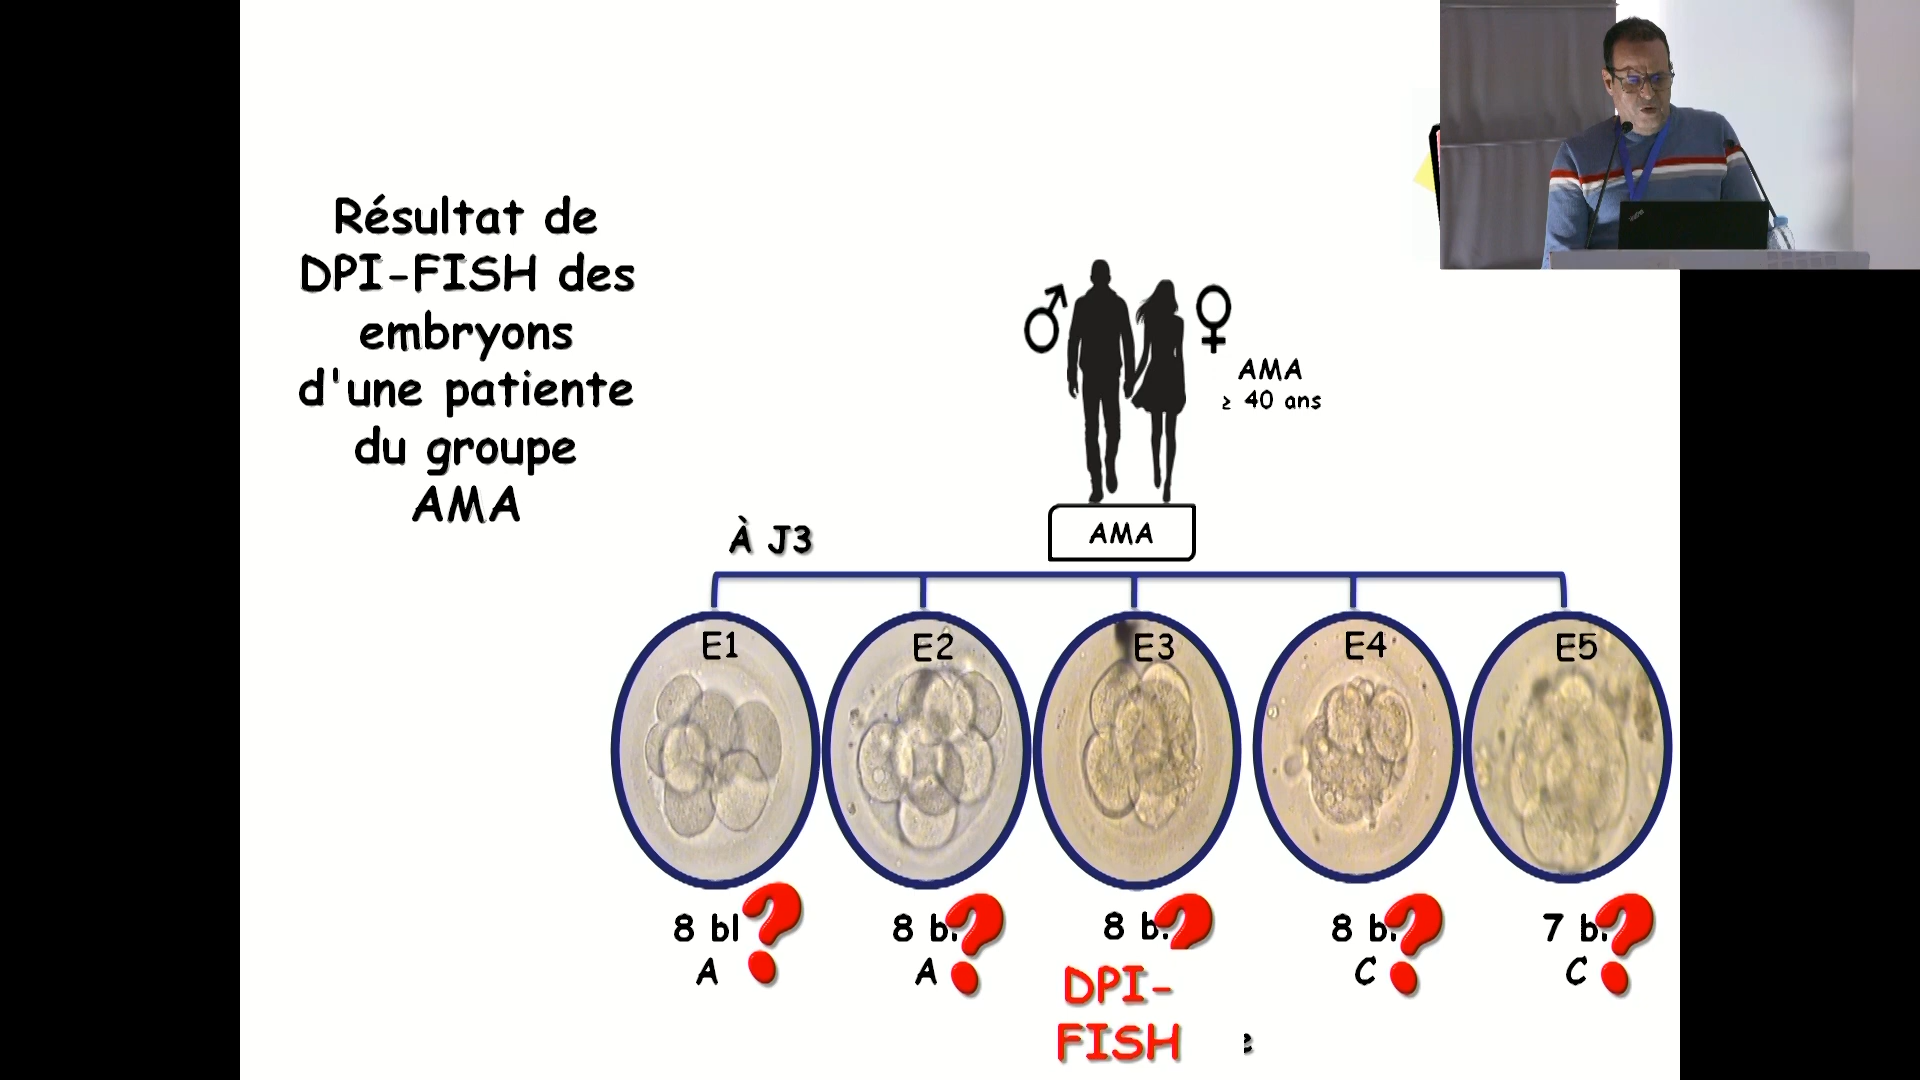 Résultat de
DPI-FISH des
embryons
d'une patiente
du groupe
AMA
♂ ♀
AMA
≥ 40 ans
AMA
À J3
E1 E2 E3 E4 E5
8 bl ? 8 b ? 8 b ? 8 b ? 7 b ?
A A C C
DPI-
FISH